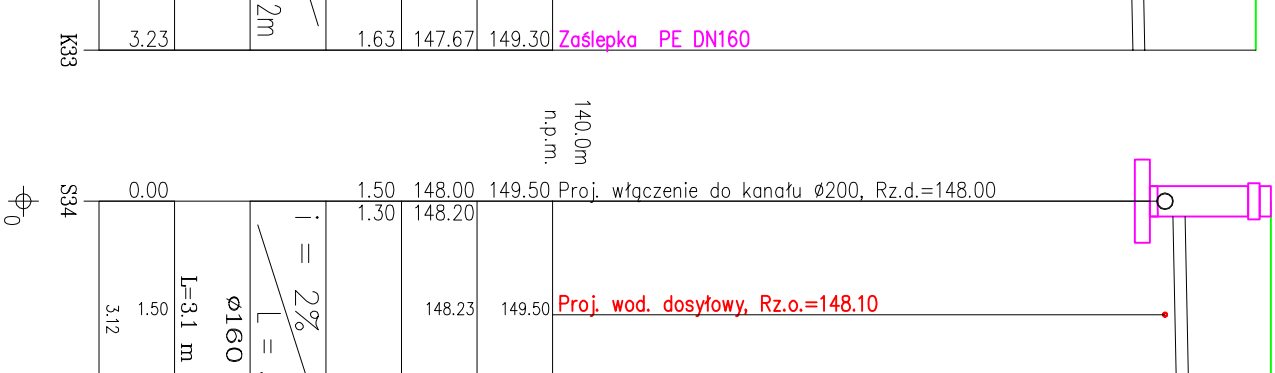 K33
3.23
2m
1.63 147.67 149.30 Zaślepka PE DN160
140.0m
n.p.m.
S34
0.00
1.50 148.00 149.50 Proj. włączenie do kanału Ø200, Rz.d.=148.00
1.30 148.20
0
i = 2%
L =
Ø160
L=3.1 m
1.50
3.12
148.23 149.50 Proj. wod. dosyłowy, Rz.o.=148.10